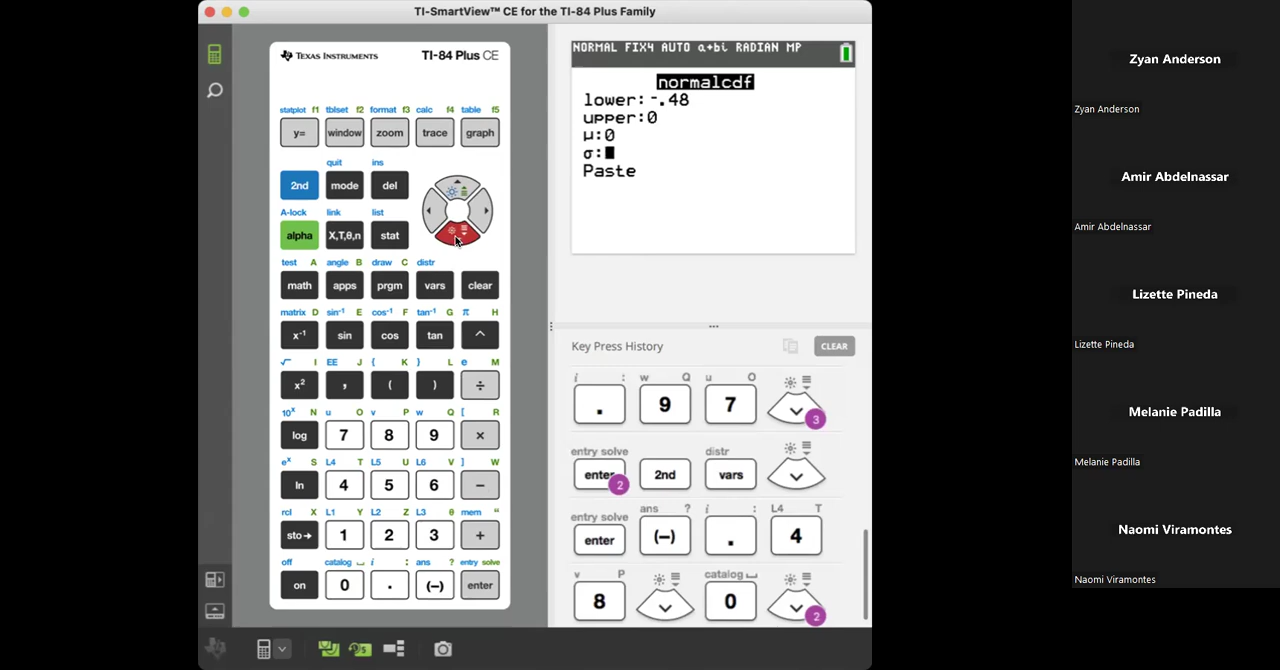 TI-SmartView™ CE for the TI-84 Plus Family
TEXAS INSTRUMENTS TI-84 Plus CE
statplot f1 tblset f2 format f3 calc f4 table f5
y= window zoom trace graph
quit ins
2nd mode del
A-lock link list
alpha X,T,θ,n stat
test A angle B draw C distr
math apps prgm vars clear
matrix D sin⁻¹ E cos⁻¹ F tan⁻¹ G π H
x⁻¹ sin cos tan ^
√ I EE J { K } L e M
x² , ( ) ÷
10ˣ N u O v P w Q [ R
log 7 8 9 ×
eˣ S L4 T L5 U L6 V ] W
ln 4 5 6 −
rcl X L1 Y L2 Z L3 θ mem "
sto→ 1 2 3 +
off catalog i : ans ? entry solve
on 0 . (−) enter
NORMAL FIX4 AUTO a+bi RADIAN MP
normalcdf
lower:-.48
upper:0
μ:0
σ:
Paste
Key Press History
CLEAR
i : w Q u O
. 9 7 3
entry solve distr
enter 2 2nd vars
entry solve ans ? i : L4 T
enter (−) . 4
v P catalog
8 0 2
Zyan Anderson
Zyan Anderson
Amir Abdelnassar
Amir Abdelnassar
Lizette Pineda
Lizette Pineda
Melanie Padilla
Melanie Padilla
Naomi Viramontes
Naomi Viramontes